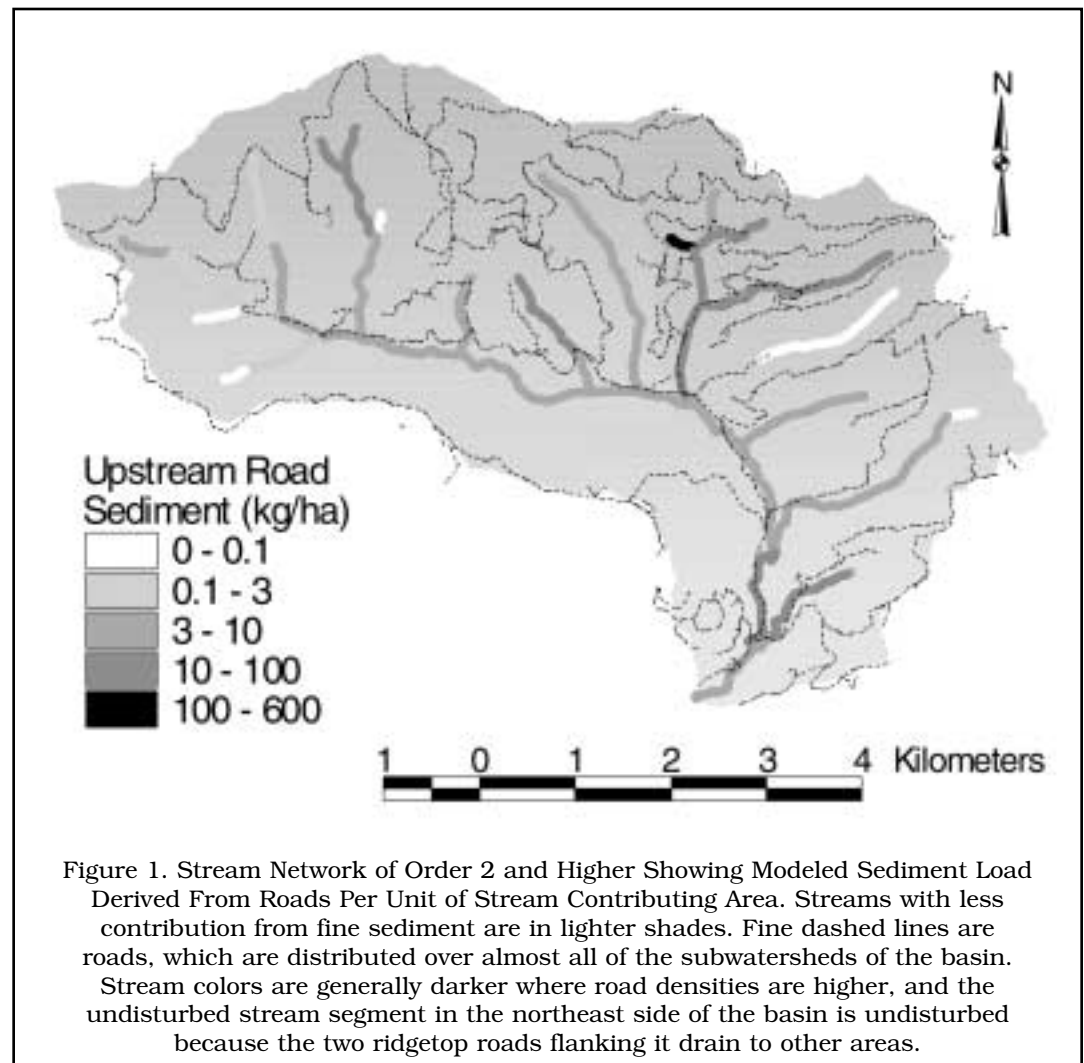 N
Upstream Road
Sediment (kg/ha)
0 - 0.1
0.1 - 3
3 - 10
10 - 100
100 - 600
1 0 1 2 3 4 Kilometers
Figure 1. Stream Network of Order 2 and Higher Showing Modeled Sediment Load
Derived From Roads Per Unit of Stream Contributing Area. Streams with less
contribution from fine sediment are in lighter shades. Fine dashed lines are
roads, which are distributed over almost all of the subwatersheds of the basin.
Stream colors are generally darker where road densities are higher, and the
undisturbed stream segment in the northeast side of the basin is undisturbed
because the two ridgetop roads flanking it drain to other areas.